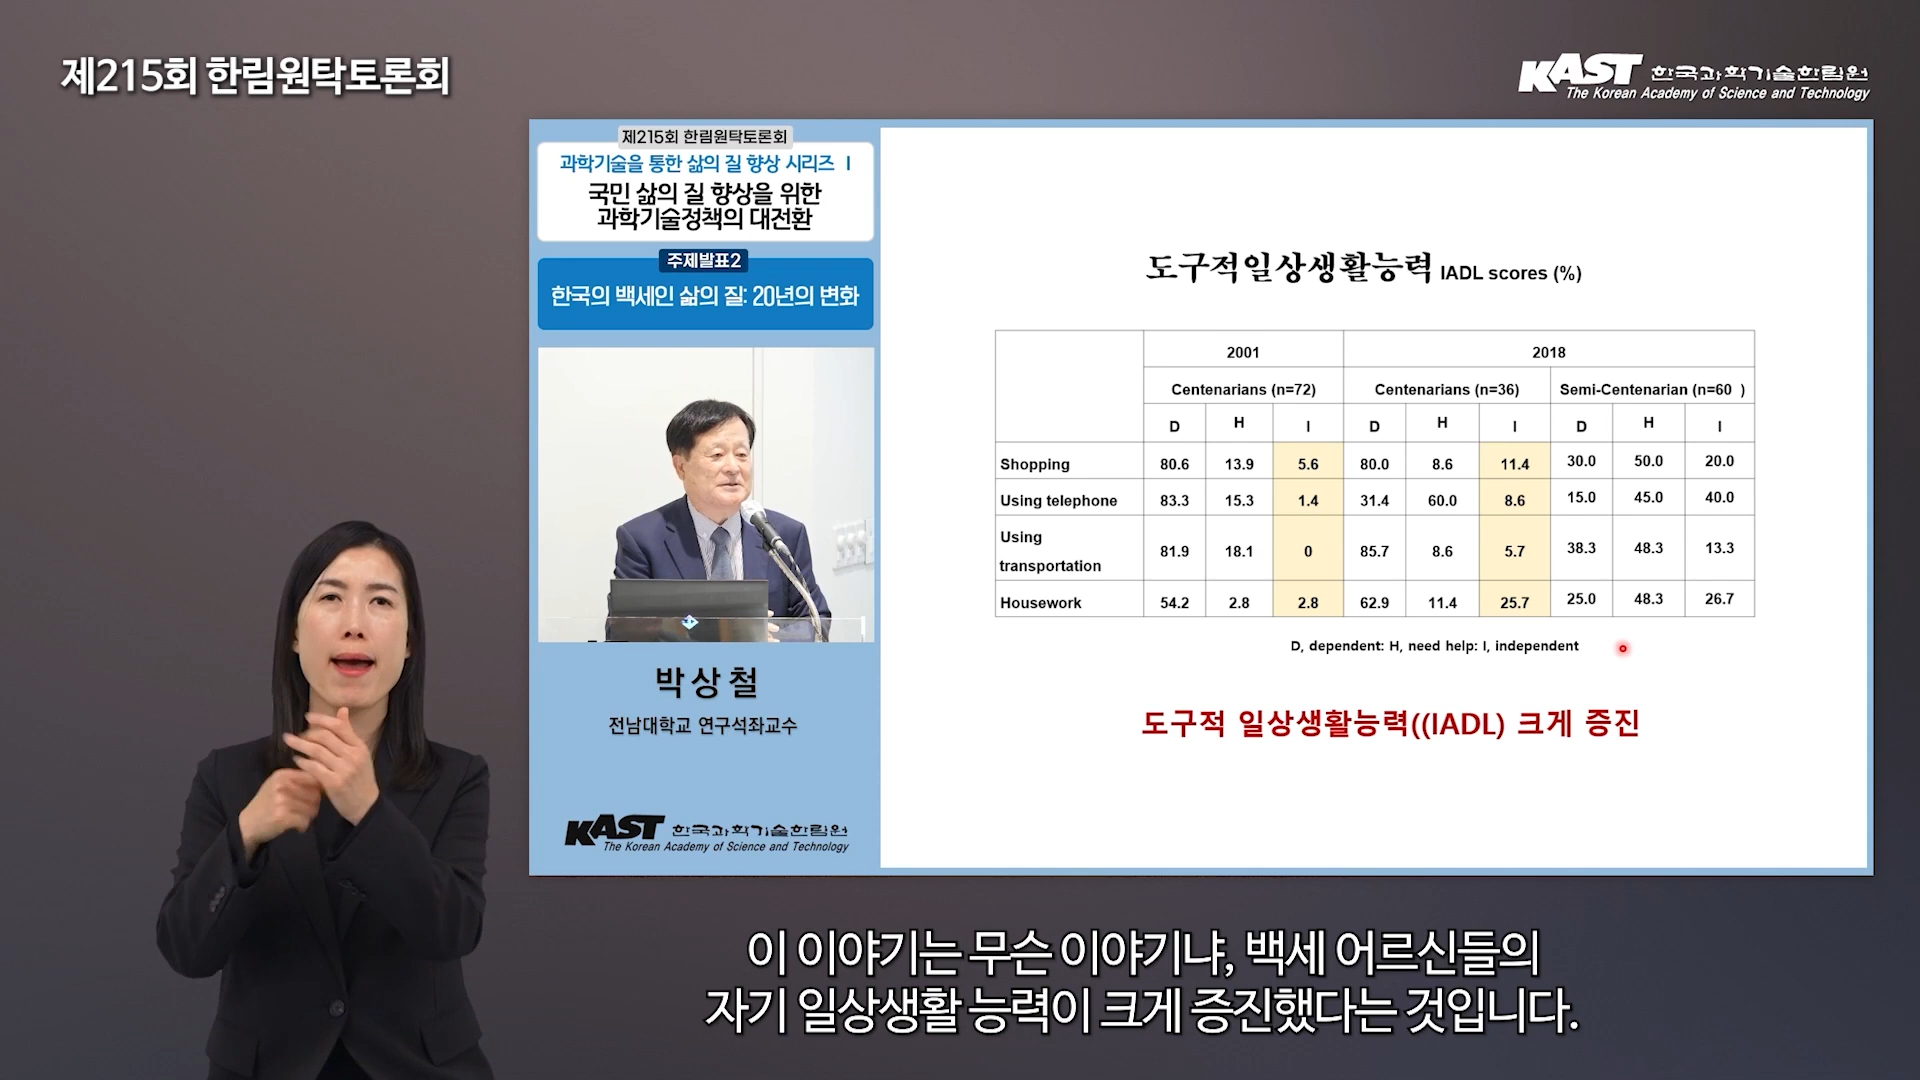 제215회 한림원탁토론회
KAST 한국과학기술한림원
The Korean Academy of Science and Technology
제215회 한림원탁토론회
과학기술을 통한 삶의 질 향상 시리즈 Ⅰ
국민 삶의 질 향상을 위한
과학기술정책의 대전환
주제발표2
한국의 백세인 삶의 질: 20년의 변화
박상철
전남대학교 연구석좌교수
KAST 한국과학기술한림원
The Korean Academy of Science and Technology
도구적일상생활능력 IADL scores (%)
2001 2018
Centenarians (n=72) Centenarians (n=36) Semi-Centenarian (n=60 )
D H I D H I D H I
Shopping 80.6 13.9 5.6 80.0 8.6 11.4 30.0 50.0 20.0
Using telephone 83.3 15.3 1.4 31.4 60.0 8.6 15.0 45.0 40.0
Using
transportation 81.9 18.1 0 85.7 8.6 5.7 38.3 48.3 13.3
Housework 54.2 2.8 2.8 62.9 11.4 25.7 25.0 48.3 26.7
D, dependent: H, need help: I, independent
도구적 일상생활능력((IADL) 크게 증진
이 이야기는 무슨 이야기냐, 백세 어르신들의
자기 일상생활 능력이 크게 증진했다는 것입니다.